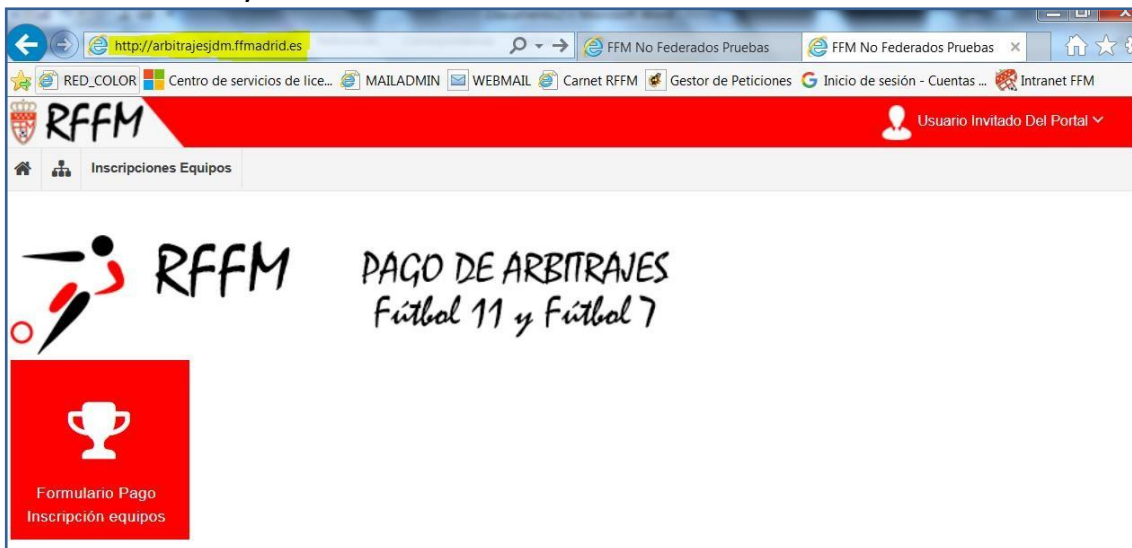 http://arbitrajesjdm.ffmadrid.es
FFM No Federados Pruebas
FFM No Federados Pruebas
RED_COLOR
Centro de servicios de lice...
MAILADMIN
WEBMAIL
Carnet RFFM
Gestor de Peticiones
Inicio de sesión - Cuentas ...
Intranet FFM
RFFM
Usuario Invitado Del Portal
Inscripciones Equipos
RFFM
PAGO DE ARBITRAJES
Fútbol 11 y Fútbol 7
Formulario Pago
Inscripción equipos